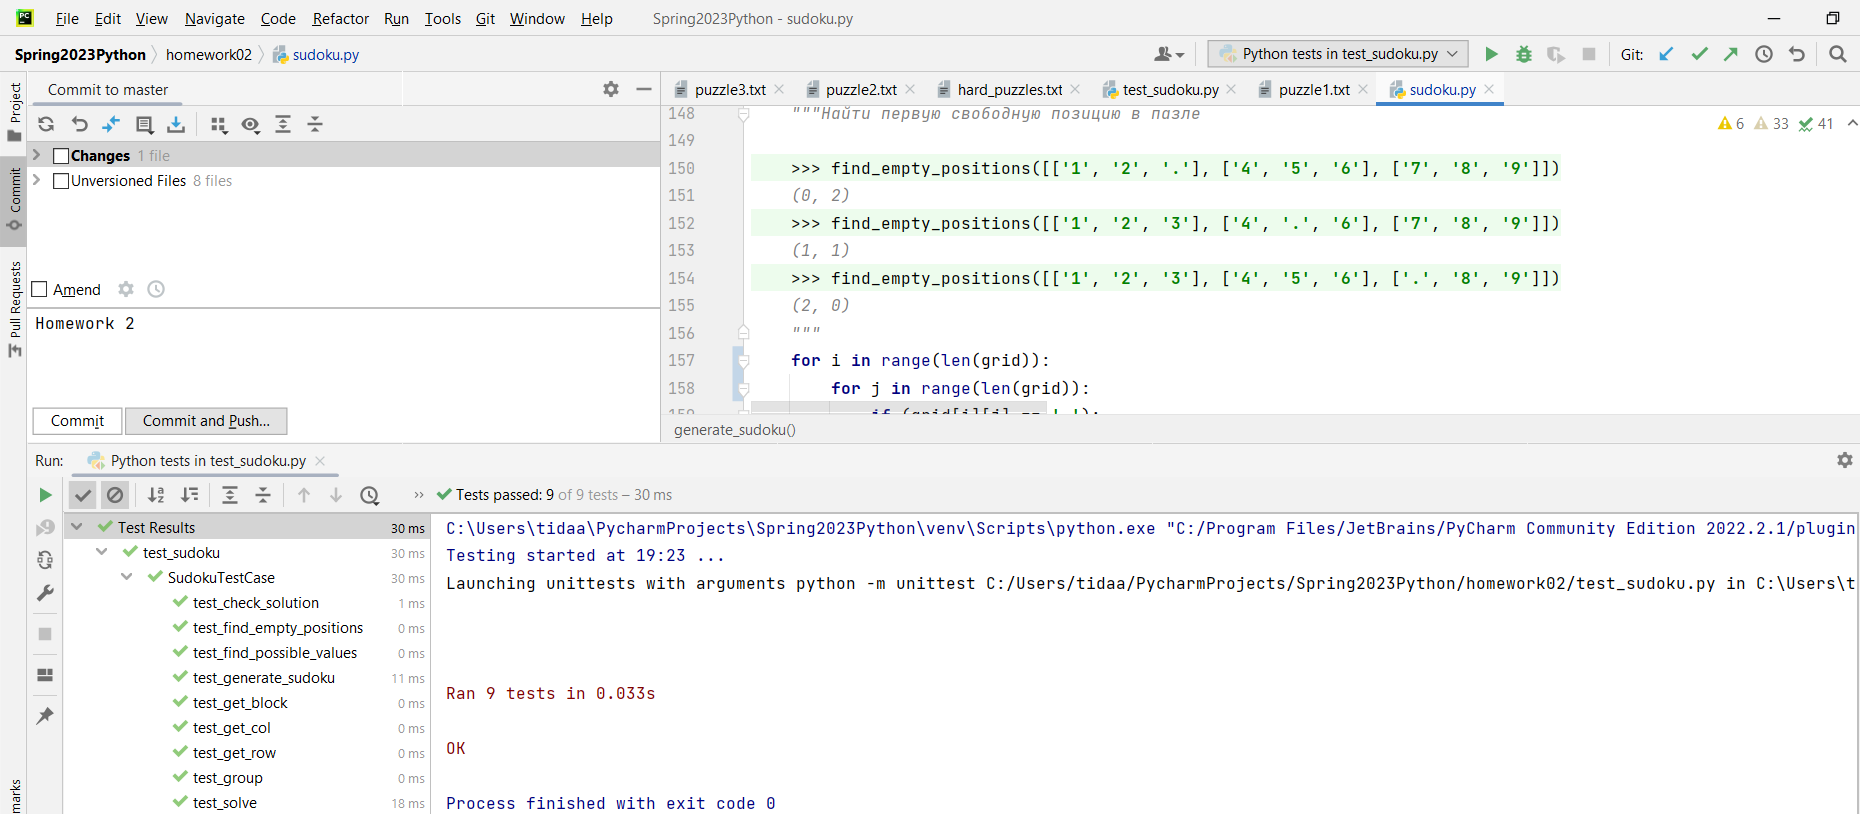 File Edit View Navigate Code Refactor Run Tools Git Window Help Spring2023Python - sudoku.py
Spring2023Python homework02 sudoku.py Python tests in test_sudoku.py Git:
Project
Commit
Pull Requests
marks
Commit to master
Changes 1 file
Unversioned Files 8 files
Amend
Homework 2
Commit Commit and Push...
puzzle3.txt puzzle2.txt hard_puzzles.txt test_sudoku.py puzzle1.txt sudoku.py
6 33 41
148 """Найти первую свободную позицию в пазле
149
150 >>> find_empty_positions([['1', '2', '.'], ['4', '5', '6'], ['7', '8', '9']])
151 (0, 2)
152 >>> find_empty_positions([['1', '2', '3'], ['4', '.', '6'], ['7', '8', '9']])
153 (1, 1)
154 >>> find_empty_positions([['1', '2', '3'], ['4', '5', '6'], ['.', '8', '9']])
155 (2, 0)
156 """
157 for i in range(len(grid)):
158 for j in range(len(grid)):
159 if (grid[i][j] == '.'):
generate_sudoku()
Run: Python tests in test_sudoku.py
Tests passed: 9 of 9 tests – 30 ms
Test Results 30 ms
test_sudoku 30 ms
SudokuTestCase 30 ms
test_check_solution 1 ms
test_find_empty_positions 0 ms
test_find_possible_values 0 ms
test_generate_sudoku 11 ms
test_get_block 0 ms
test_get_col 0 ms
test_get_row 0 ms
test_group 0 ms
test_solve 18 ms
C:\Users\tidaa\PycharmProjects\Spring2023Python\venv\Scripts\python.exe "C:/Program Files/JetBrains/PyCharm Community Edition 2022.2.1/plugin
Testing started at 19:23 ...
Launching unittests with arguments python -m unittest C:/Users/tidaa/PycharmProjects/Spring2023Python/homework02/test_sudoku.py in C:\Users\t
Ran 9 tests in 0.033s
OK
Process finished with exit code 0